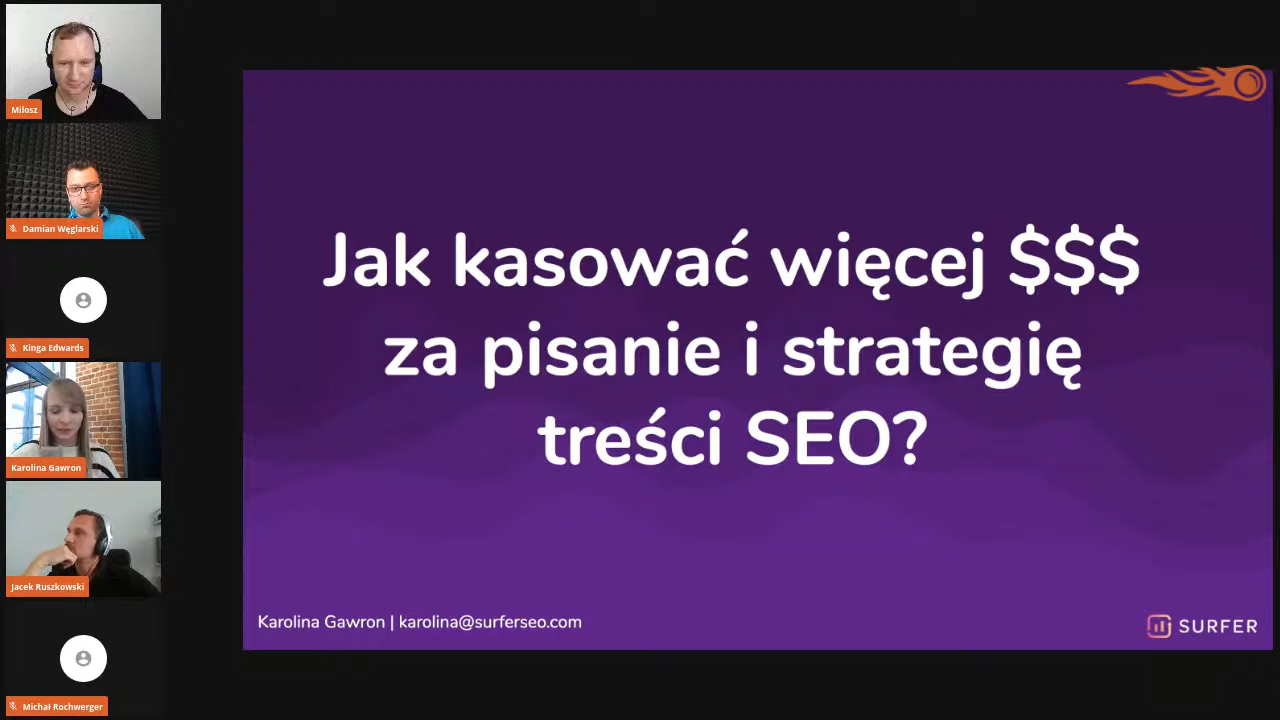 Milosz
Damian Węglarski
Kinga Edwards
Karolina Gawron
Jacek Ruszkowski
Michał Rochwerger
Jak kasować więcej $$$
za pisanie i strategię
treści SEO?
Karolina Gawron | karolina@surferseo.com
SURFER